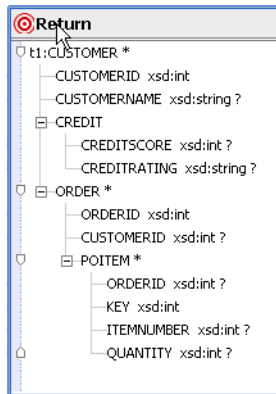 Return
t1:CUSTOMER *
CUSTOMERID xsd:int
CUSTOMERNAME xsd:string ?
CREDIT
CREDITSCORE xsd:int ?
CREDITRATING xsd:string ?
ORDER *
ORDERID xsd:int
CUSTOMERID xsd:int ?
POITEM *
ORDERID xsd:int ?
KEY xsd:int
ITEMNUMBER xsd:int ?
QUANTITY xsd:int ?